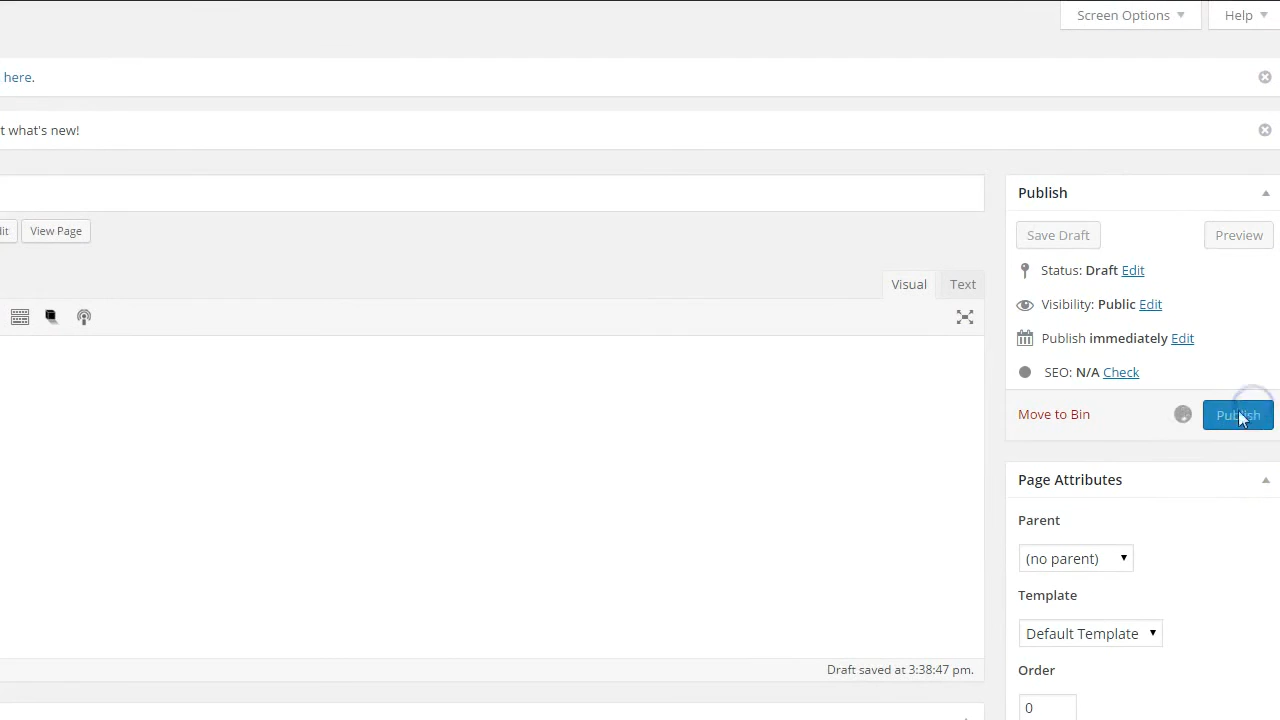 Screen Options
Help
here.
t what's new!
Publish
Save Draft
Preview
dit
View Page
Status: Draft Edit
Visual
Text
Visibility: Public Edit
Publish immediately Edit
SEO: N/A Check
Move to Bin
Publish
Page Attributes
Parent
(no parent)
Template
Default Template
Draft saved at 3:38:47 pm.
Order
0